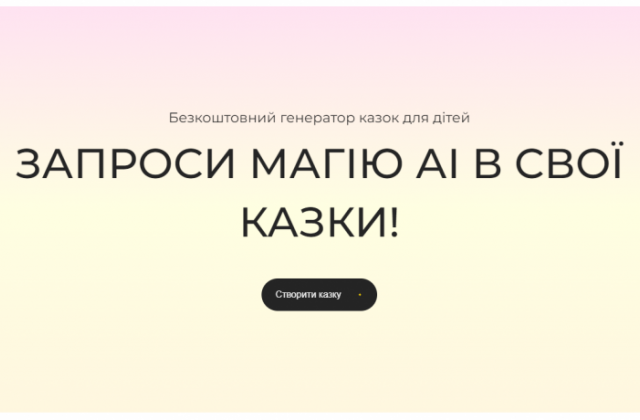 Безкоштовний генератор казок для дітей
ЗАПРОСИ МАГІЮ AI В СВОЇ
КАЗКИ!
Створити казку